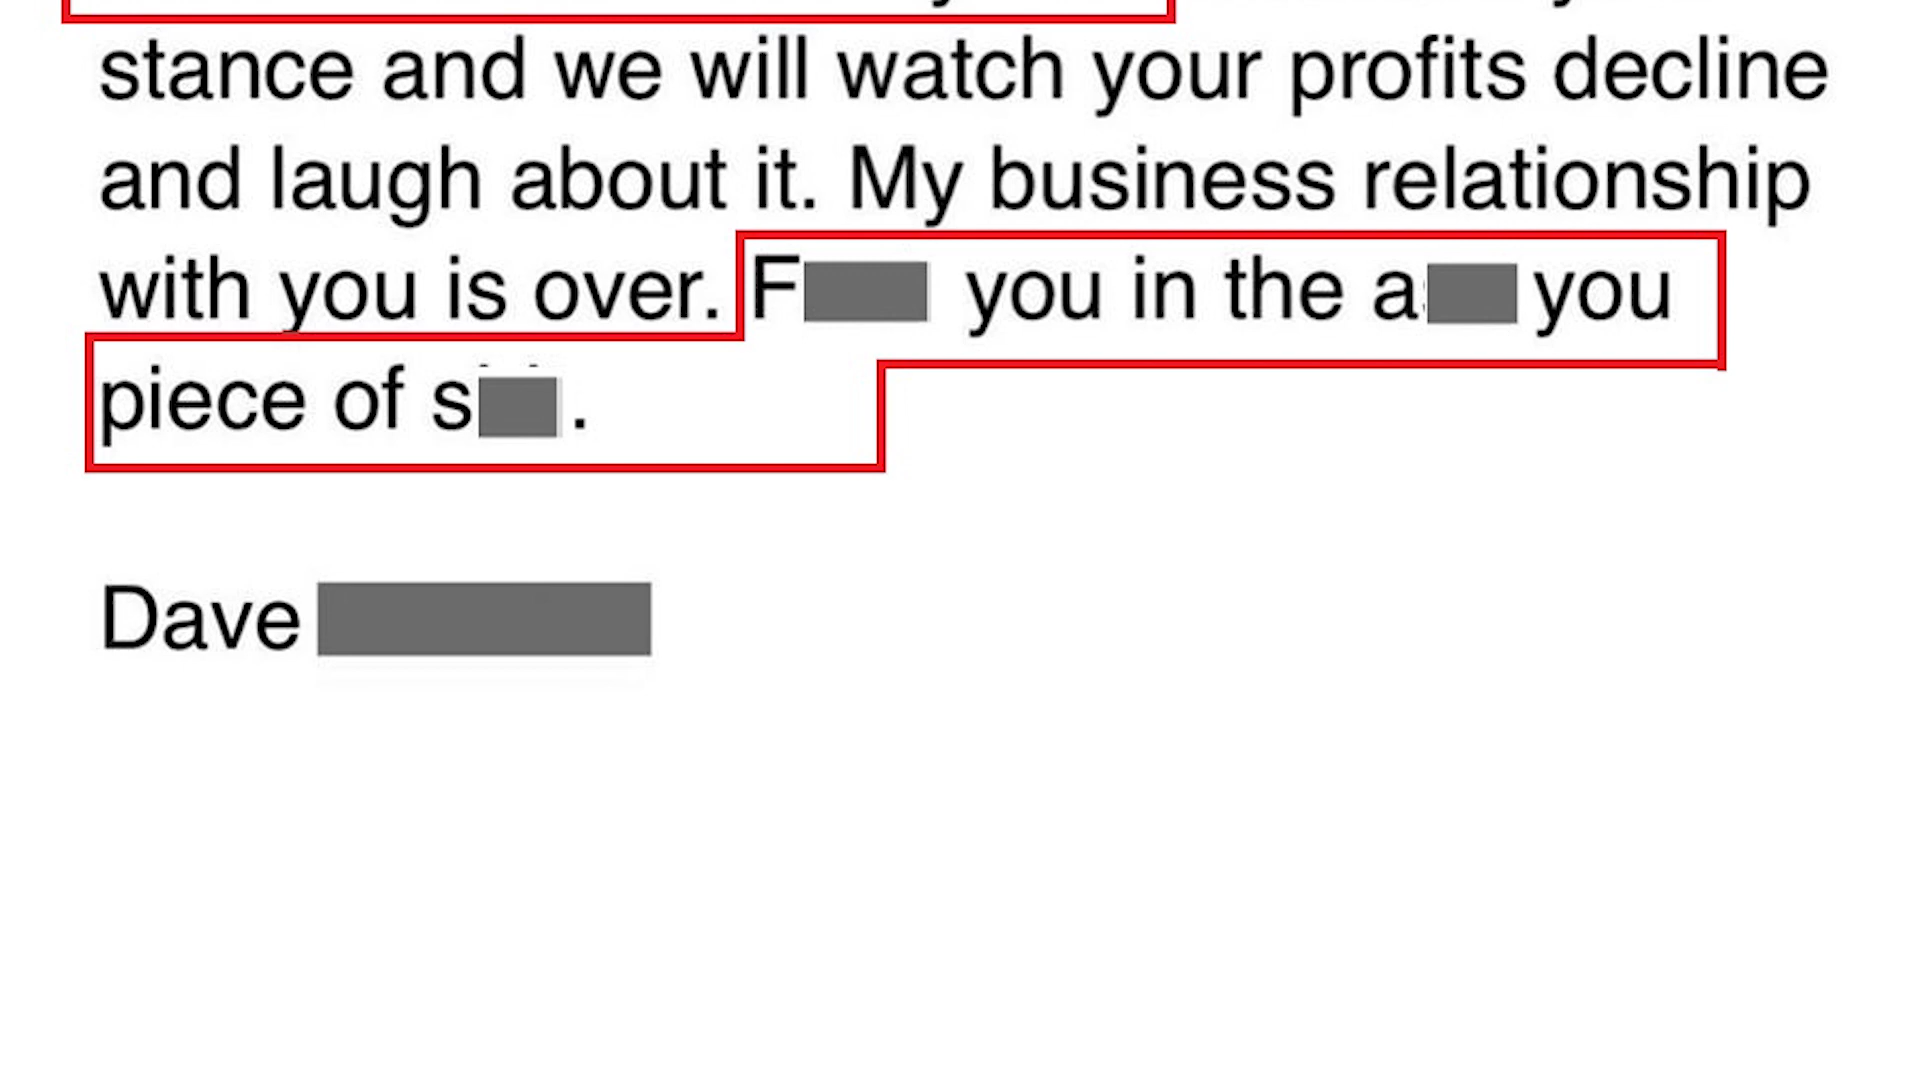 stance and we will watch your profits decline
and laugh about it. My business relationship
with you is over. F you in the a you
piece of s .
Dave